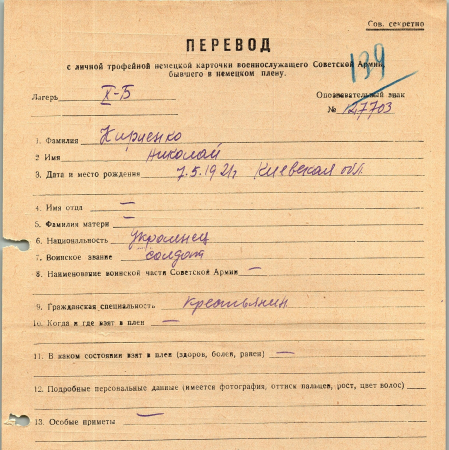 Сов. секретно
ПЕРЕВОД
с личной трофейной немецкой карточки военнослужащего Советской Армии,
бывшего в немецком плену.
139
Лагерь X-Б
Опознавательный знак
№ 127703
1. Фамилия Кириенко
2 Имя Николай
3. Дата и место рождения 7.5.1921г Киевская обл.
4. Имя отца —
5. Фамилия матери —
6. Национальность украинец
7. Воинское звание солдат
8. Наименование воинской части Советской Армии —
9. Гражданская специальность крестьянин
10. Когда и где взят в плен —
11. В каком состоянии взят в плен (здоров, болен, ранен) —
12. Подробные персональные данные (имеется фотография, оттиск пальцев, рост, цвет волос)
13. Особые приметы —